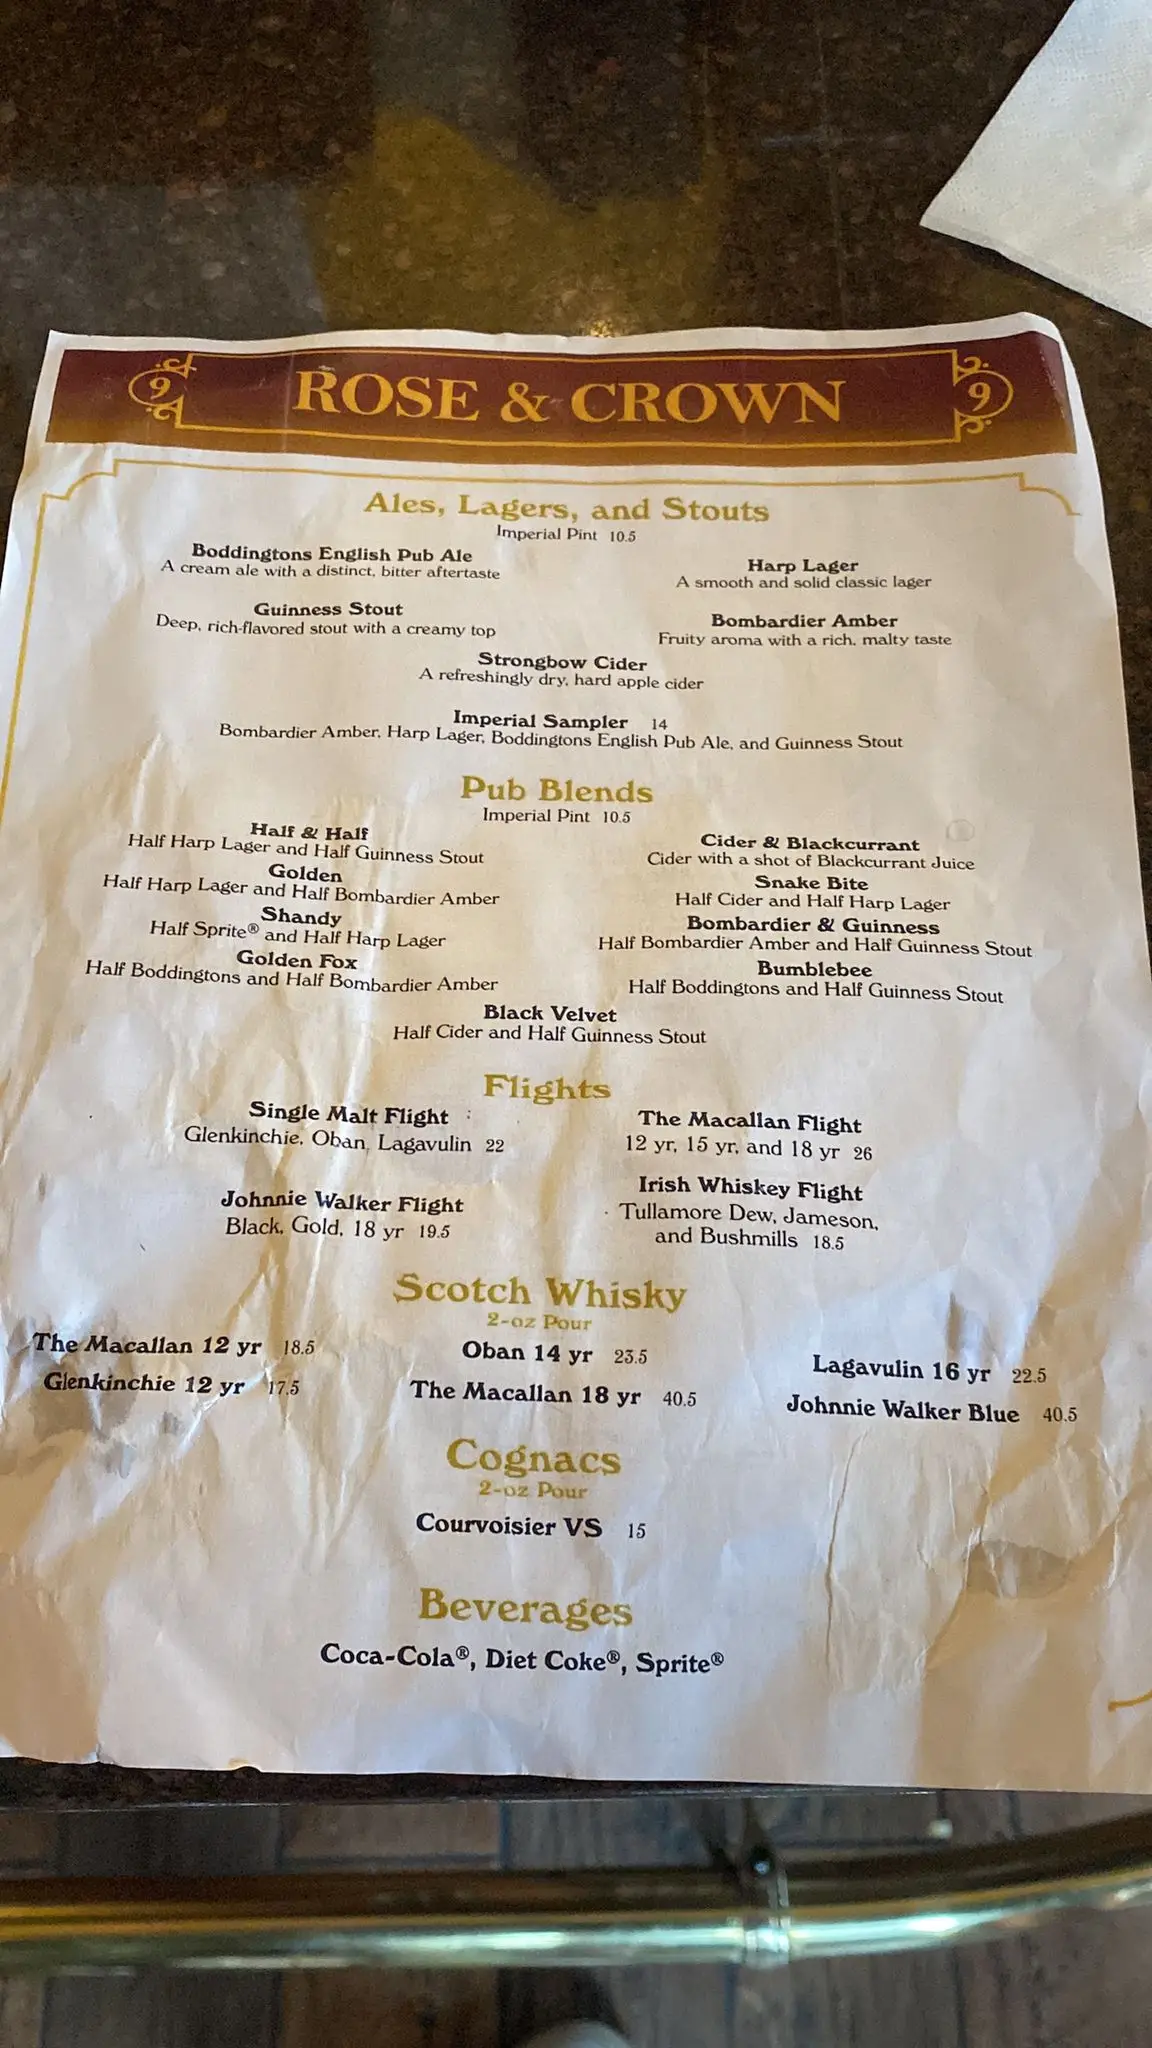 9 ROSE & CROWN 9
Ales, Lagers, and Stouts
Imperial Pint 10.5
Boddingtons English Pub Ale
A cream ale with a distinct, bitter aftertaste
Harp Lager
A smooth and solid classic lager
Guinness Stout
Deep, rich-flavored stout with a creamy top
Bombardier Amber
Fruity aroma with a rich, malty taste
Strongbow Cider
A refreshingly dry, hard apple cider
Imperial Sampler 14
Bombardier Amber, Harp Lager, Boddingtons English Pub Ale, and Guinness Stout
Pub Blends
Imperial Pint 10.5
Half & Half
Half Harp Lager and Half Guinness Stout
Cider & Blackcurrant
Cider with a shot of Blackcurrant Juice
Golden
Half Harp Lager and Half Bombardier Amber
Snake Bite
Half Cider and Half Harp Lager
Shandy
Half Sprite® and Half Harp Lager
Bombardier & Guinness
Half Bombardier Amber and Half Guinness Stout
Golden Fox
Half Boddingtons and Half Bombardier Amber
Bumblebee
Half Boddingtons and Half Guinness Stout
Black Velvet
Half Cider and Half Guinness Stout
Flights
Single Malt Flight
Glenkinchie, Oban, Lagavulin 22
The Macallan Flight
12 yr, 15 yr, and 18 yr 26
Johnnie Walker Flight
Black, Gold, 18 yr 19.5
Irish Whiskey Flight
Tullamore Dew, Jameson,
and Bushmills 18.5
Scotch Whisky
2-oz Pour
The Macallan 12 yr 18.5
Oban 14 yr 23.5
Lagavulin 16 yr 22.5
Glenkinchie 12 yr 17.5
The Macallan 18 yr 40.5
Johnnie Walker Blue 40.5
Cognacs
2-oz Pour
Courvoisier VS 15
Beverages
Coca-Cola®, Diet Coke®, Sprite®